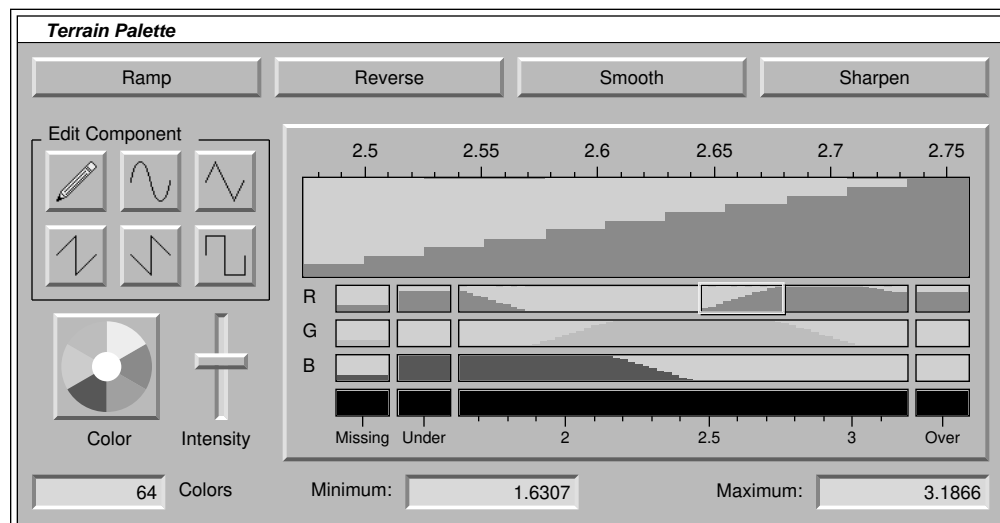 Terrain Palette
Ramp Reverse Smooth Sharpen
Edit Component
2.5 2.55 2.6 2.65 2.7 2.75
R
G
B
Missing Under 2 2.5 3 Over
Color Intensity
64 Colors Minimum: 1.6307 Maximum: 3.1866